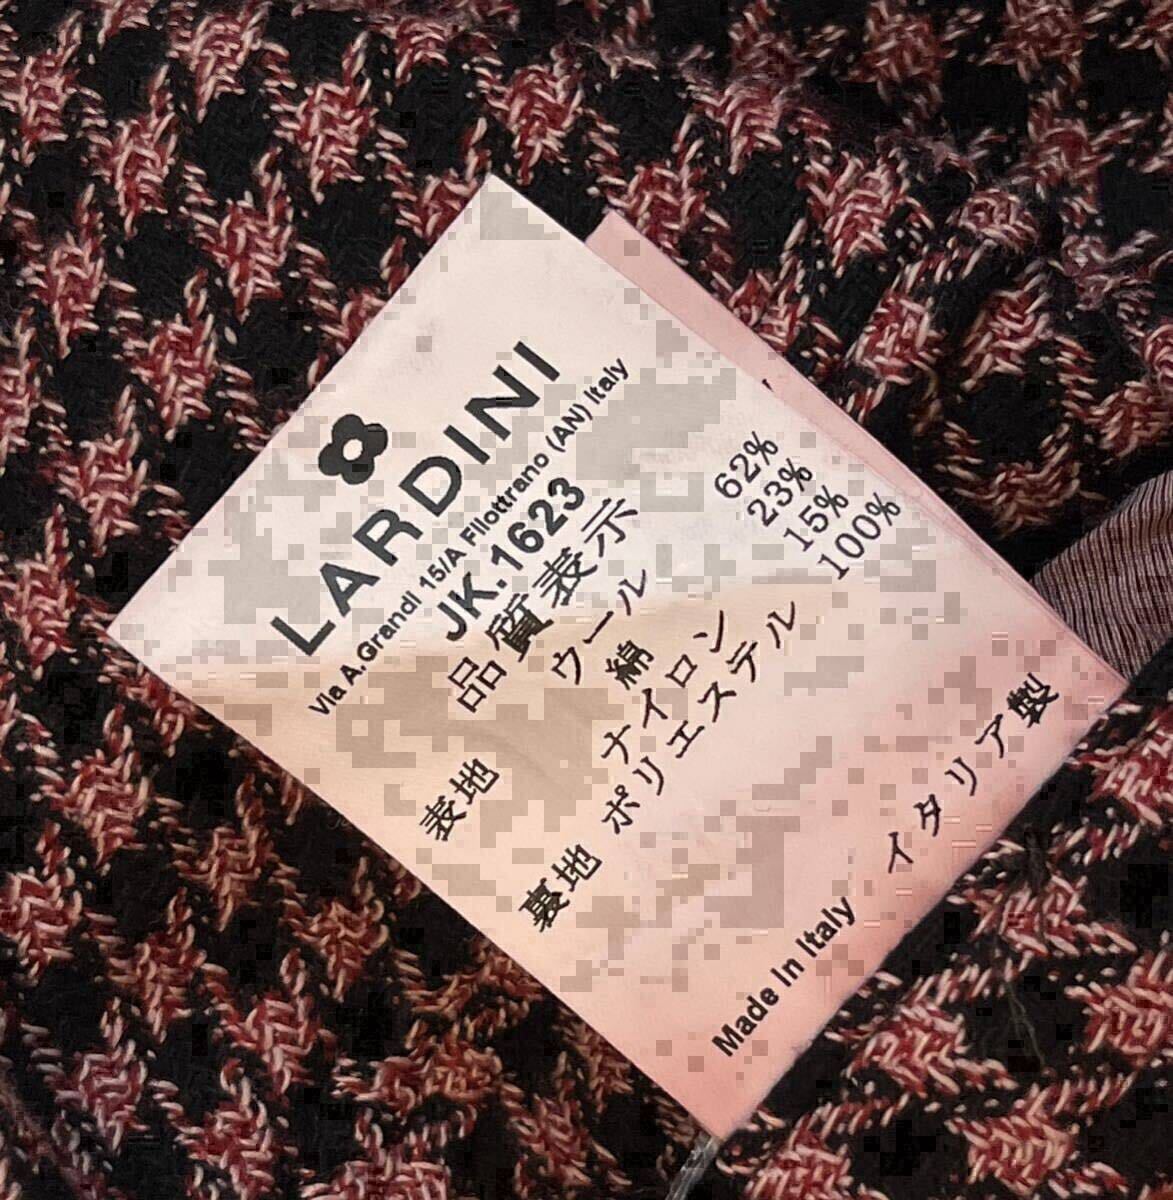 LARDINI
Via A.Grandi 15/A Filottrano (AN) Italy
JK.1623
品質表示
表地 ウール 62%
綿 23%
ナイロン 15%
裏地 ポリエステル 100%
イタリア製
Made In Italy